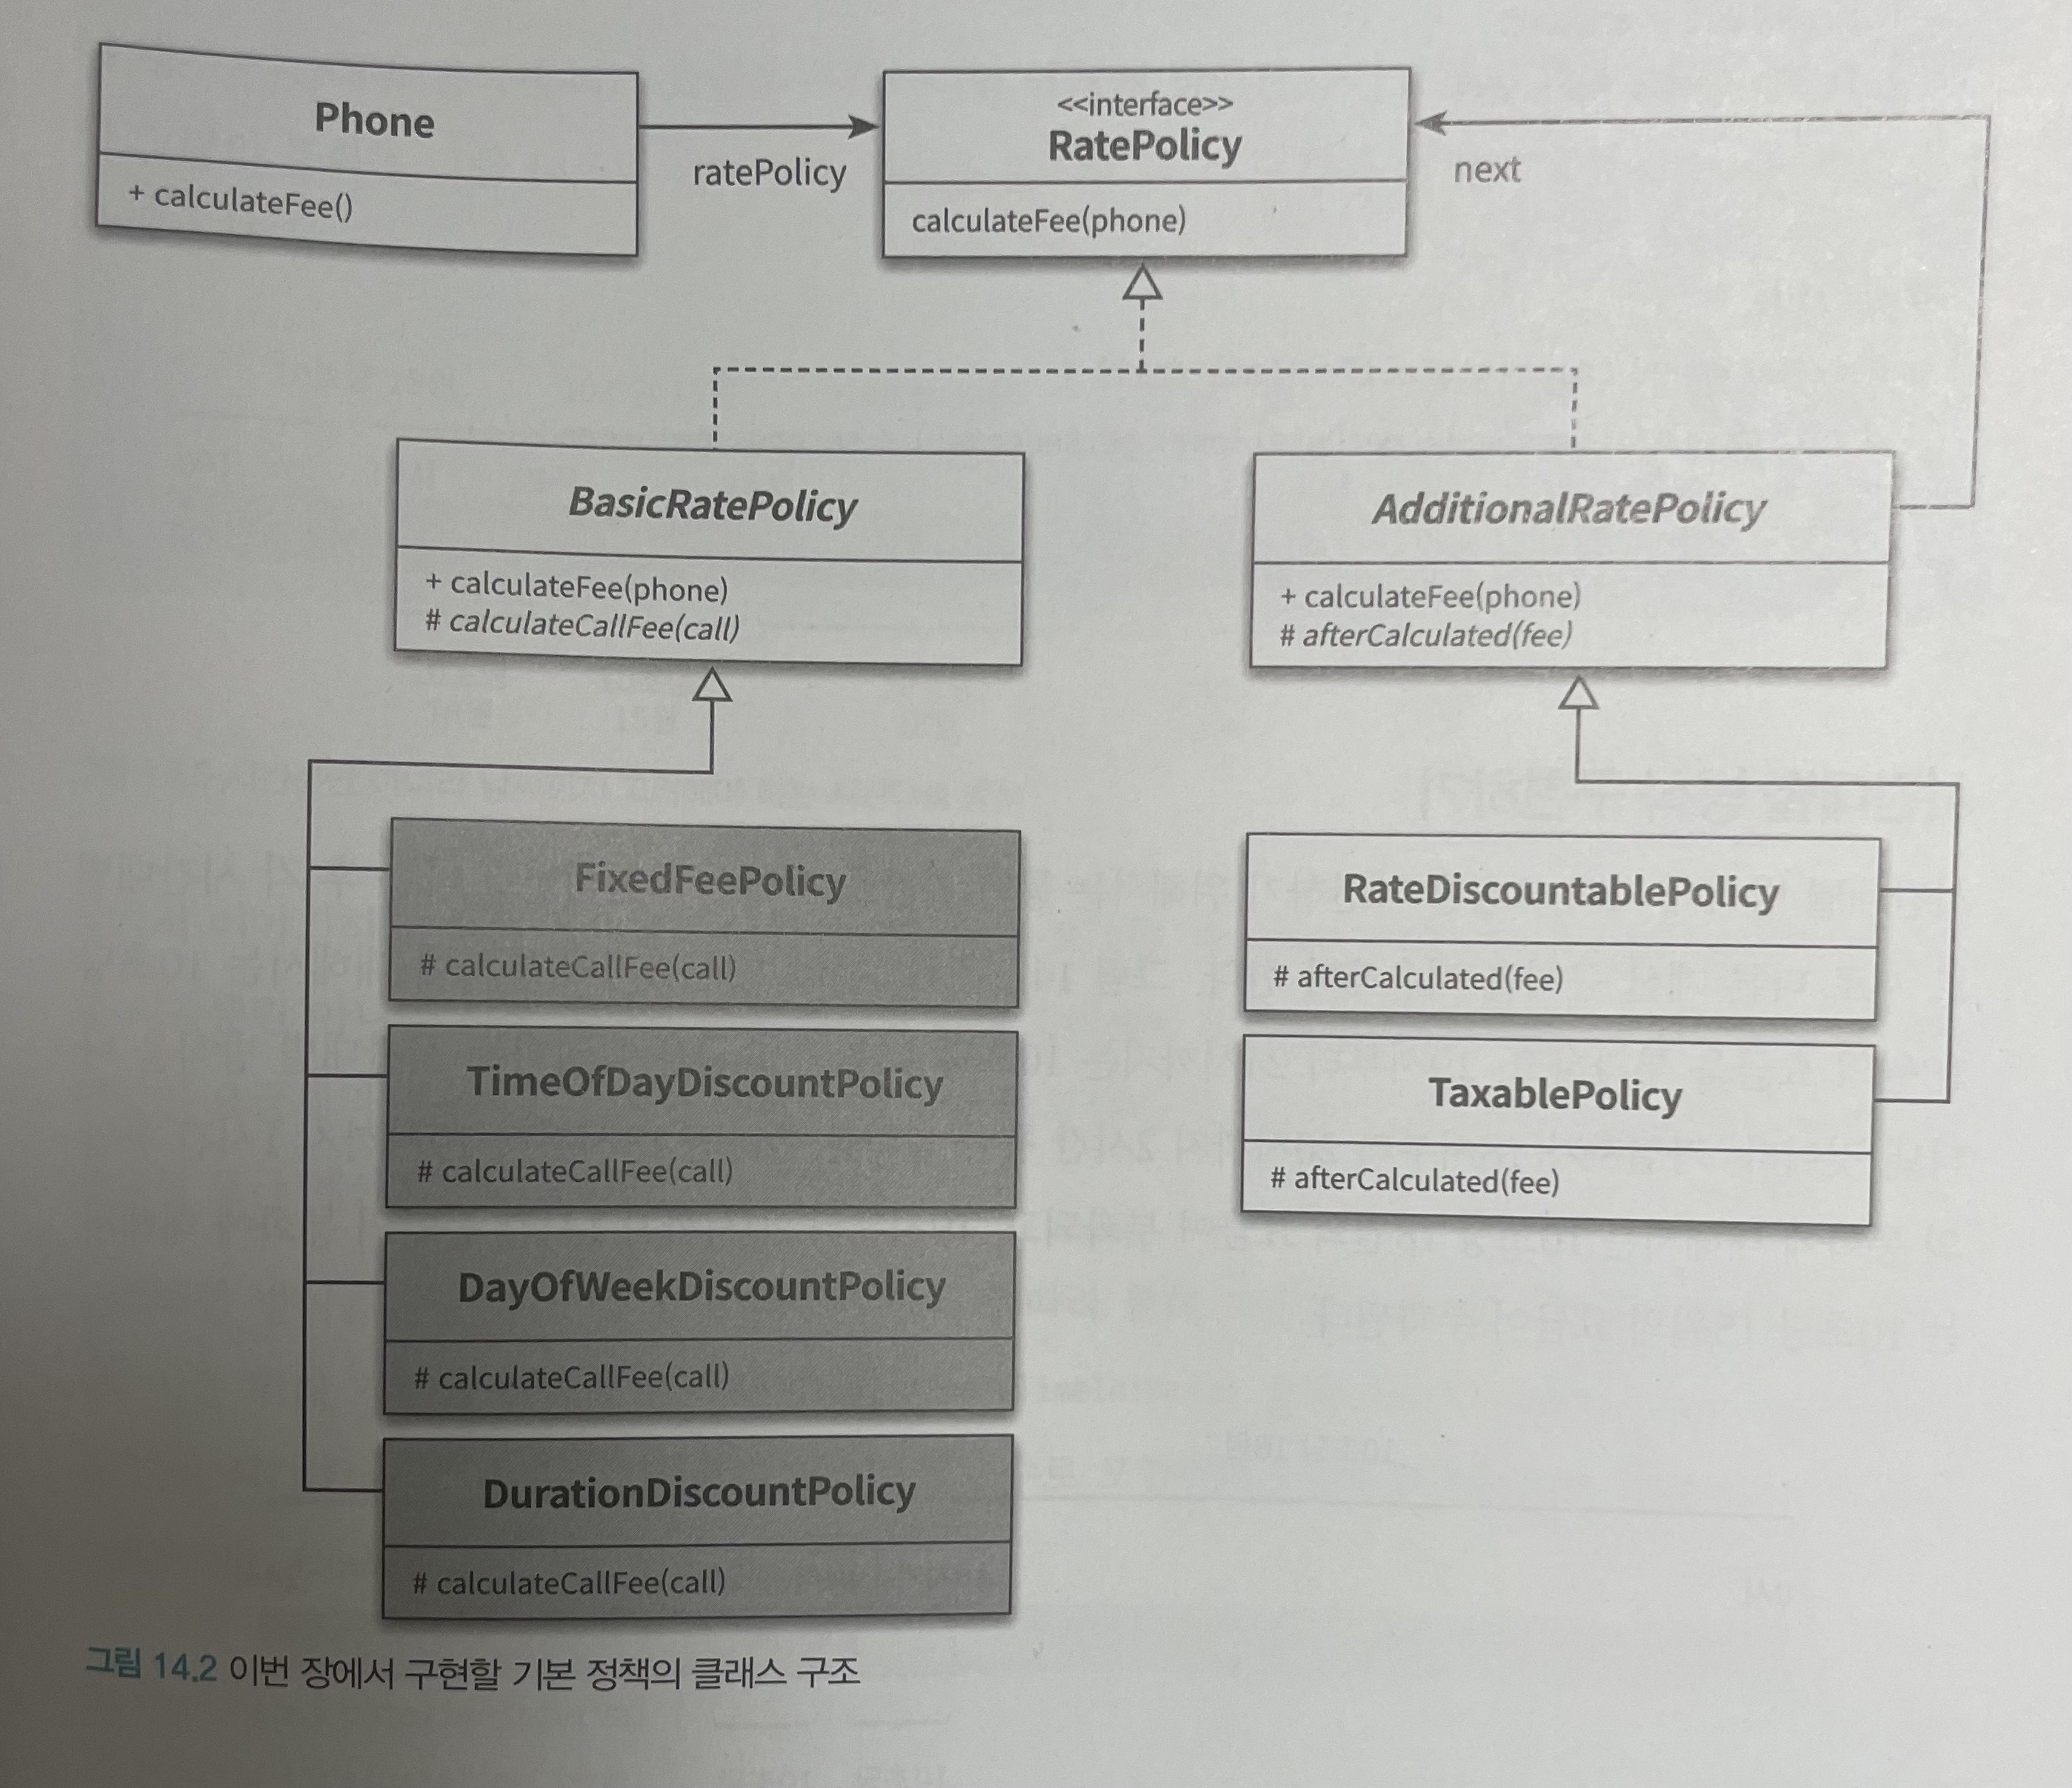 Phone
+ calculateFee()
ratePolicy
<<interface>>
RatePolicy
calculateFee(phone)
next
BasicRatePolicy
+ calculateFee(phone)
# calculateCallFee(call)
AdditionalRatePolicy
+ calculateFee(phone)
# afterCalculated(fee)
FixedFeePolicy
# calculateCallFee(call)
TimeOfDayDiscountPolicy
# calculateCallFee(call)
DayOfWeekDiscountPolicy
# calculateCallFee(call)
DurationDiscountPolicy
# calculateCallFee(call)
RateDiscountablePolicy
# afterCalculated(fee)
TaxablePolicy
# afterCalculated(fee)
그림 14.2 이번 장에서 구현할 기본 정책의 클래스 구조